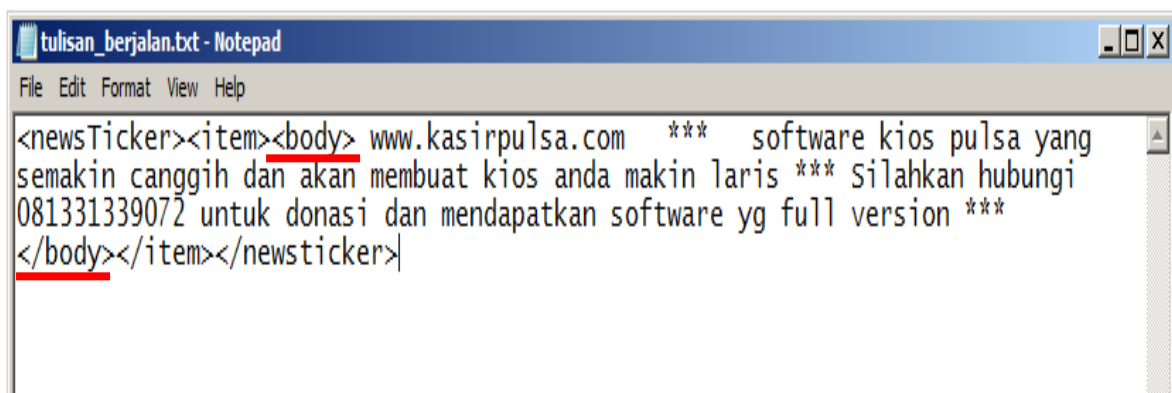 tulisan_berjalan.txt - Notepad
File Edit Format View Help
<newsTicker><item><body> www.kasirpulsa.com   ***   software kios pulsa yang
semakin canggih dan akan membuat kios anda makin laris *** Silahkan hubungi
081331339072 untuk donasi dan mendapatkan software yg full version ***
</body></item></newsticker>